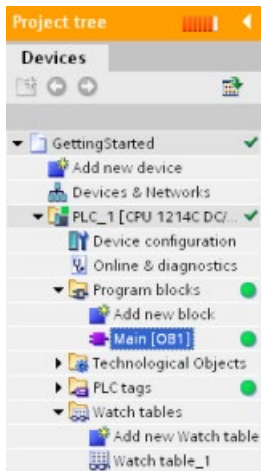 Project tree
Devices
GettingStarted
Add new device
Devices & Networks
PLC_1 [CPU 1214C DC/...
Device configuration
Online & diagnostics
Program blocks
Add new block
Main [OB1]
Technological Objects
PLC tags
Watch tables
Add new Watch table
Watch table_1